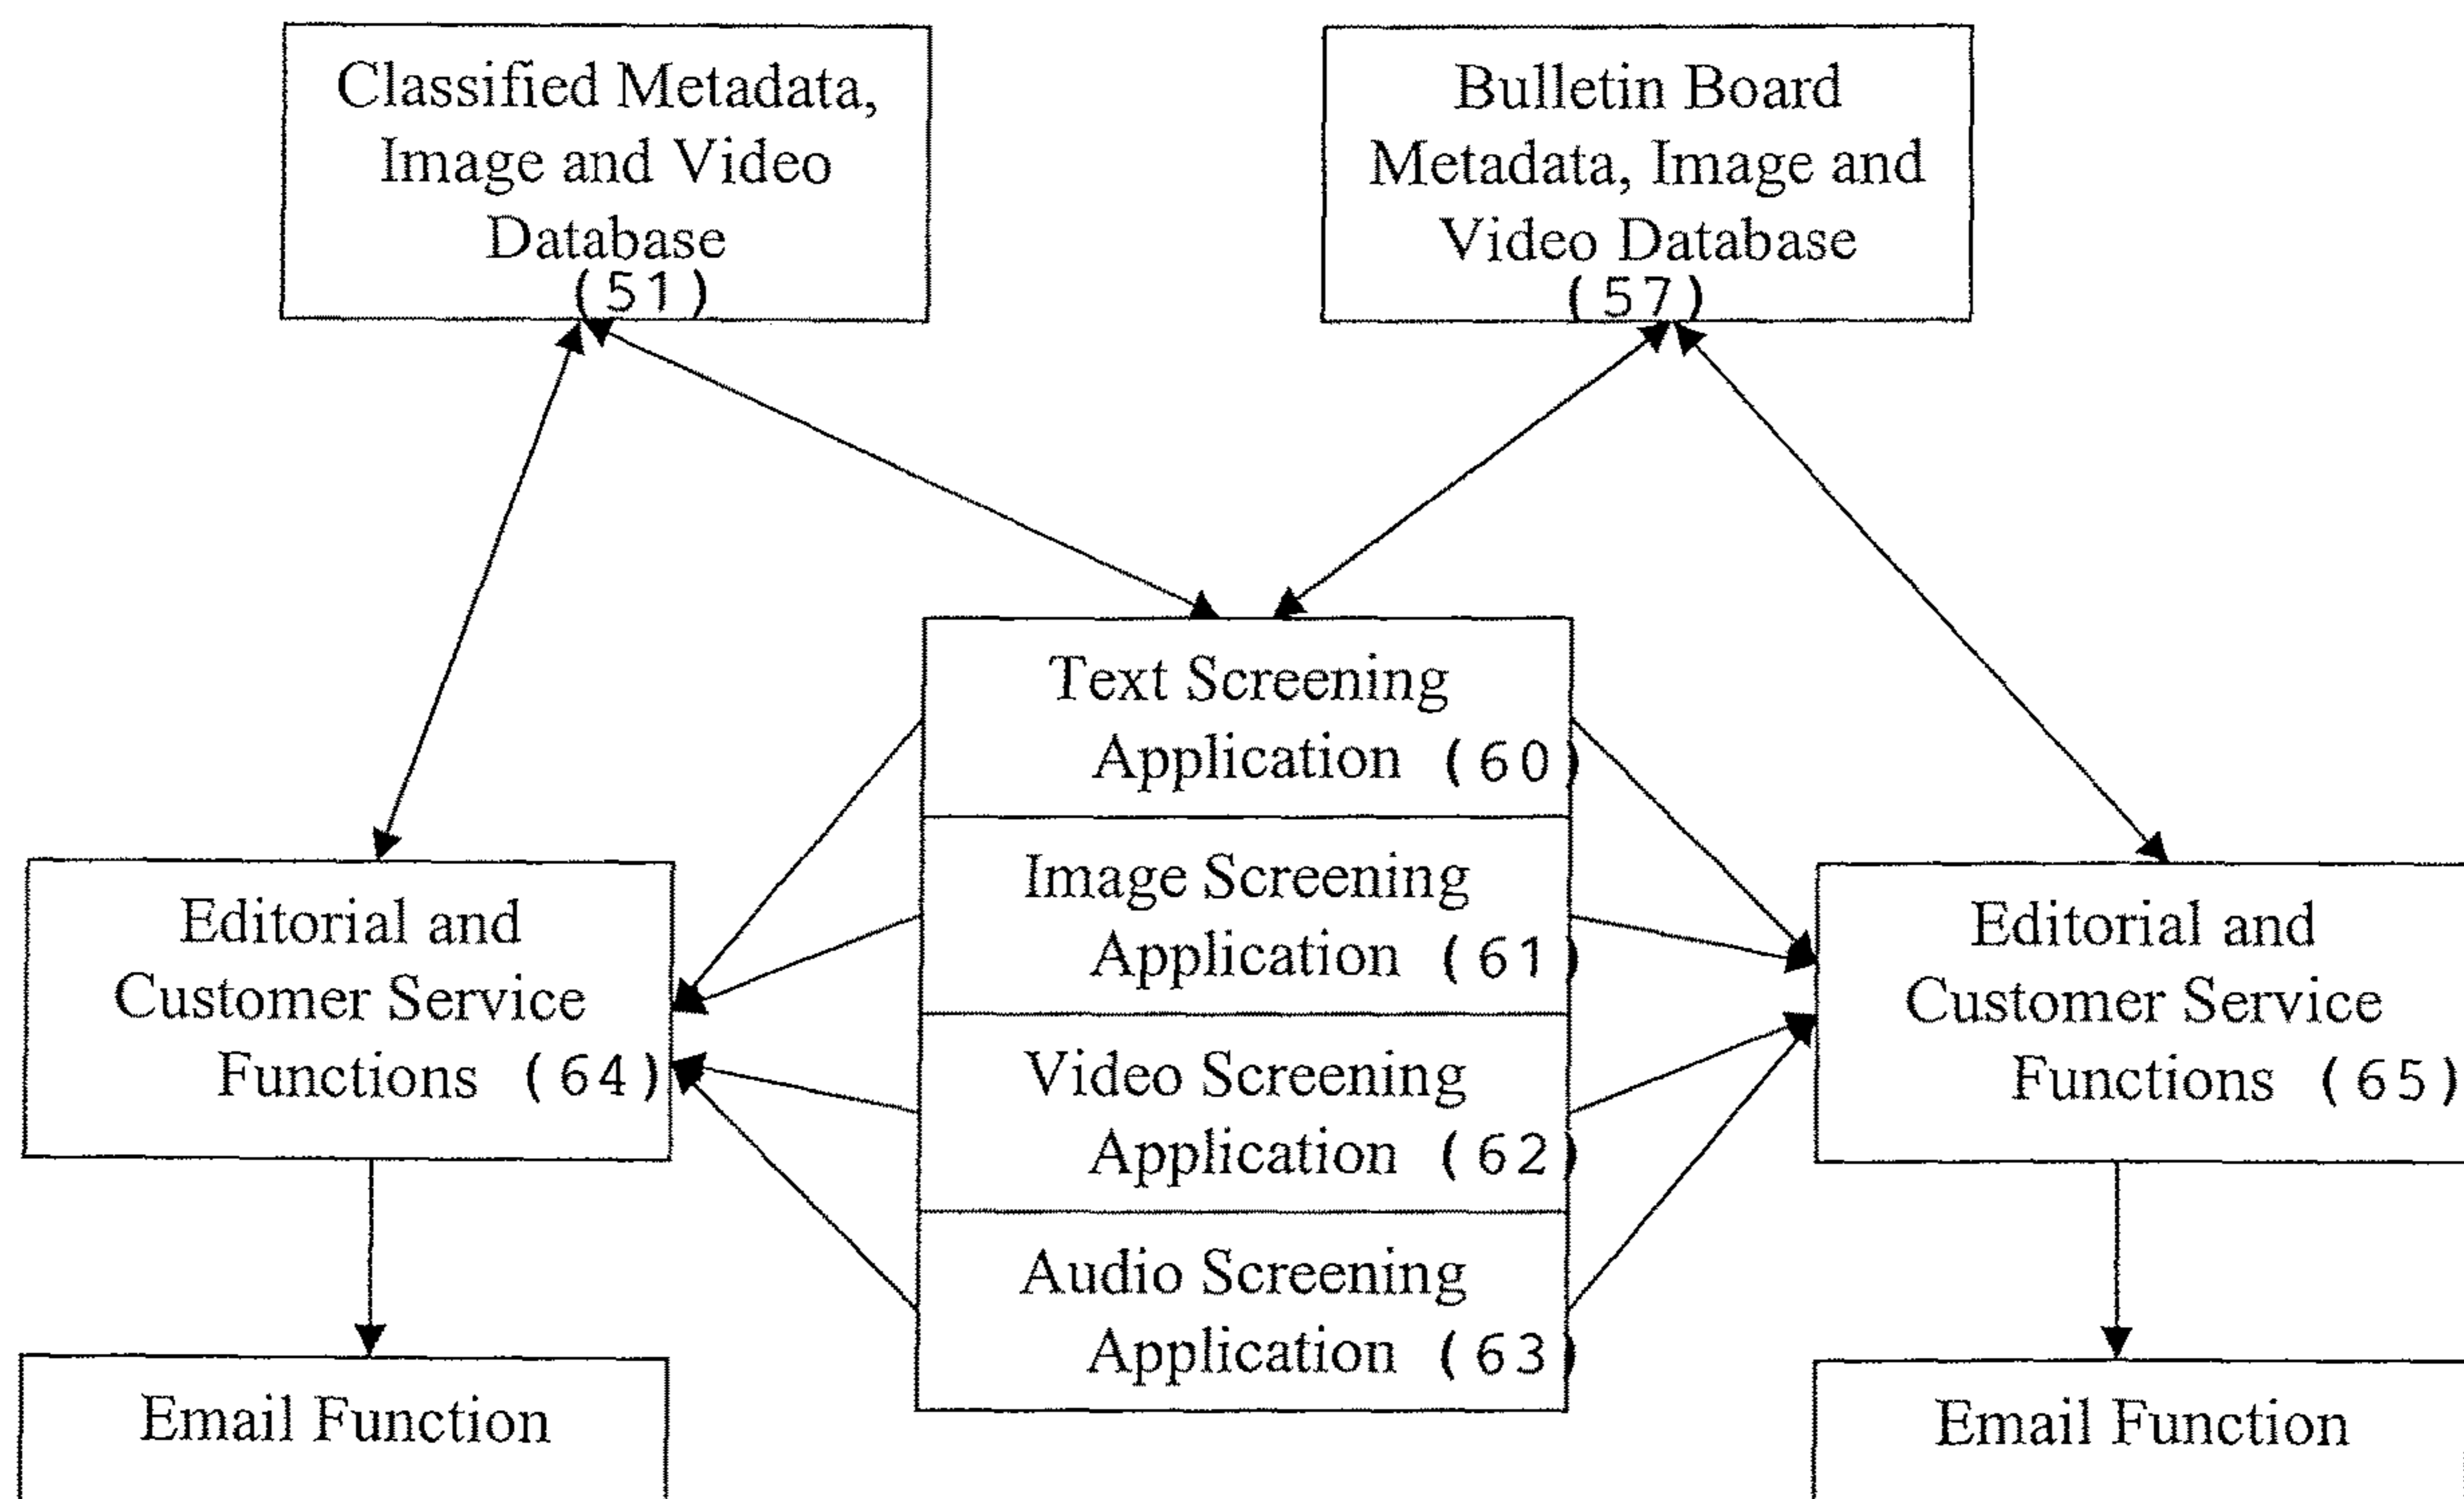 Classified Metadata,
Image and Video
Database
(51)
Bulletin Board
Metadata, Image and
Video Database
(57)
Text Screening
Application (60)
Image Screening
Application (61)
Video Screening
Application (62)
Audio Screening
Application (63)
Editorial and
Customer Service
Functions (64)
Editorial and
Customer Service
Functions (65)
Email Function
Email Function